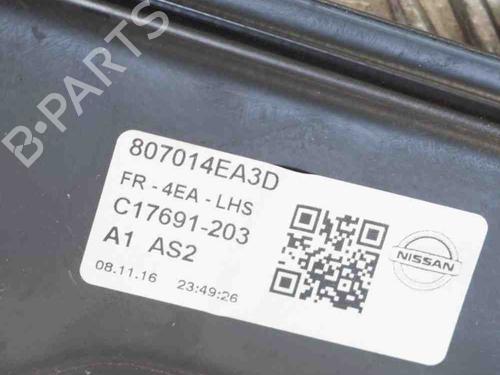 B-PARTS
807014EA3D
FR - 4EA - LHS
C17691-203
A1 AS2
08.11.16 23:49:26
NISSAN